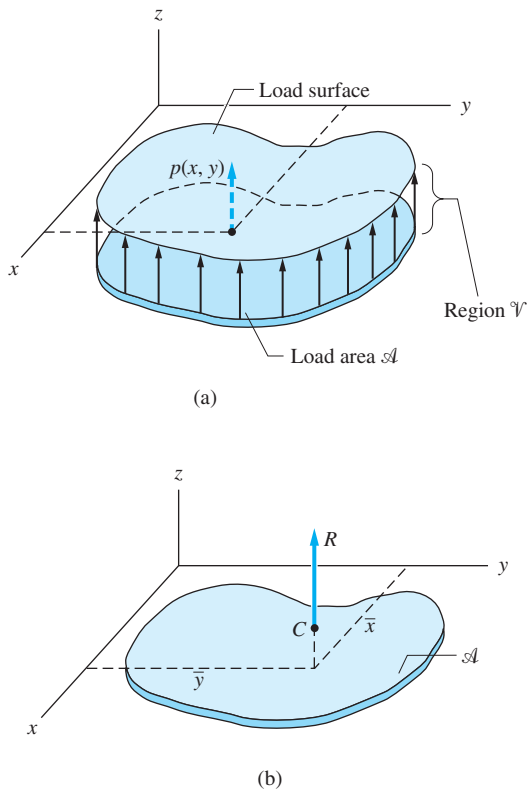 z
Load surface
y
p(x, y)
x
Region 𝒱
Load area 𝒜
(a)
z
R
y
C
x̄
𝒜
ȳ
x
(b)